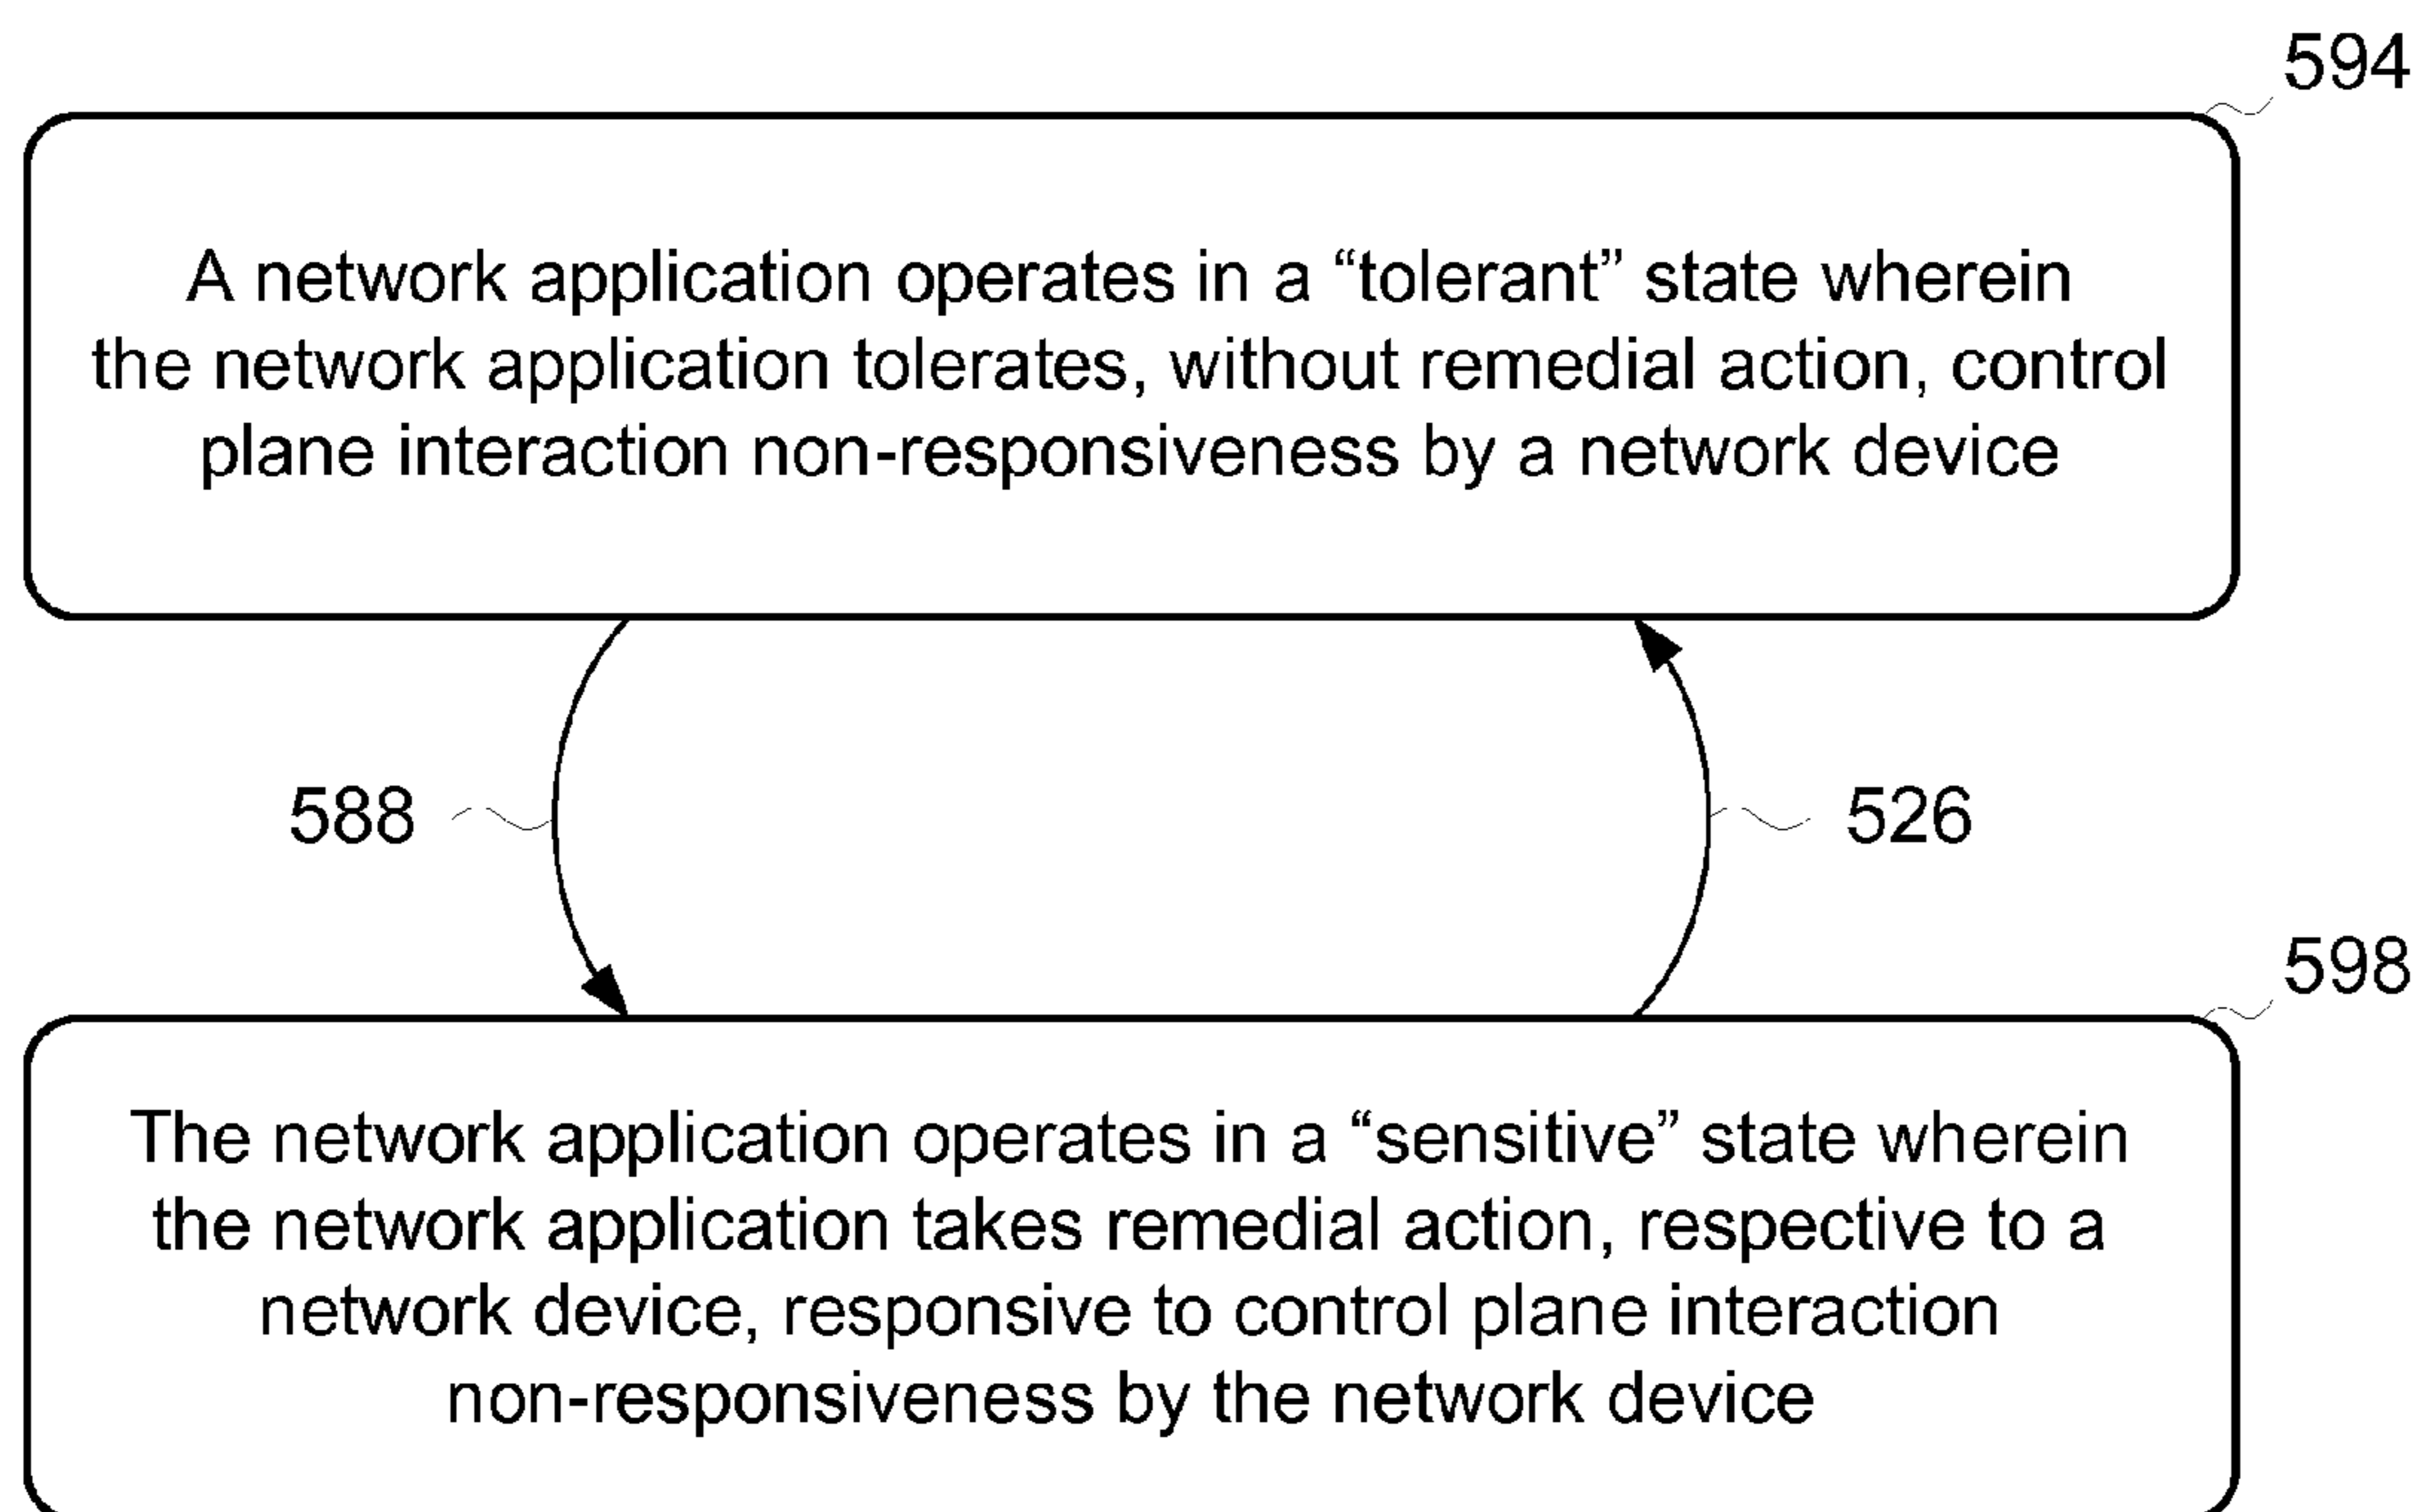 594
A network application operates in a “tolerant” state wherein
the network application tolerates, without remedial action, control
plane interaction non-responsiveness by a network device
588
526
598
The network application operates in a “sensitive” state wherein
the network application takes remedial action, respective to a
network device, responsive to control plane interaction
non-responsiveness by the network device